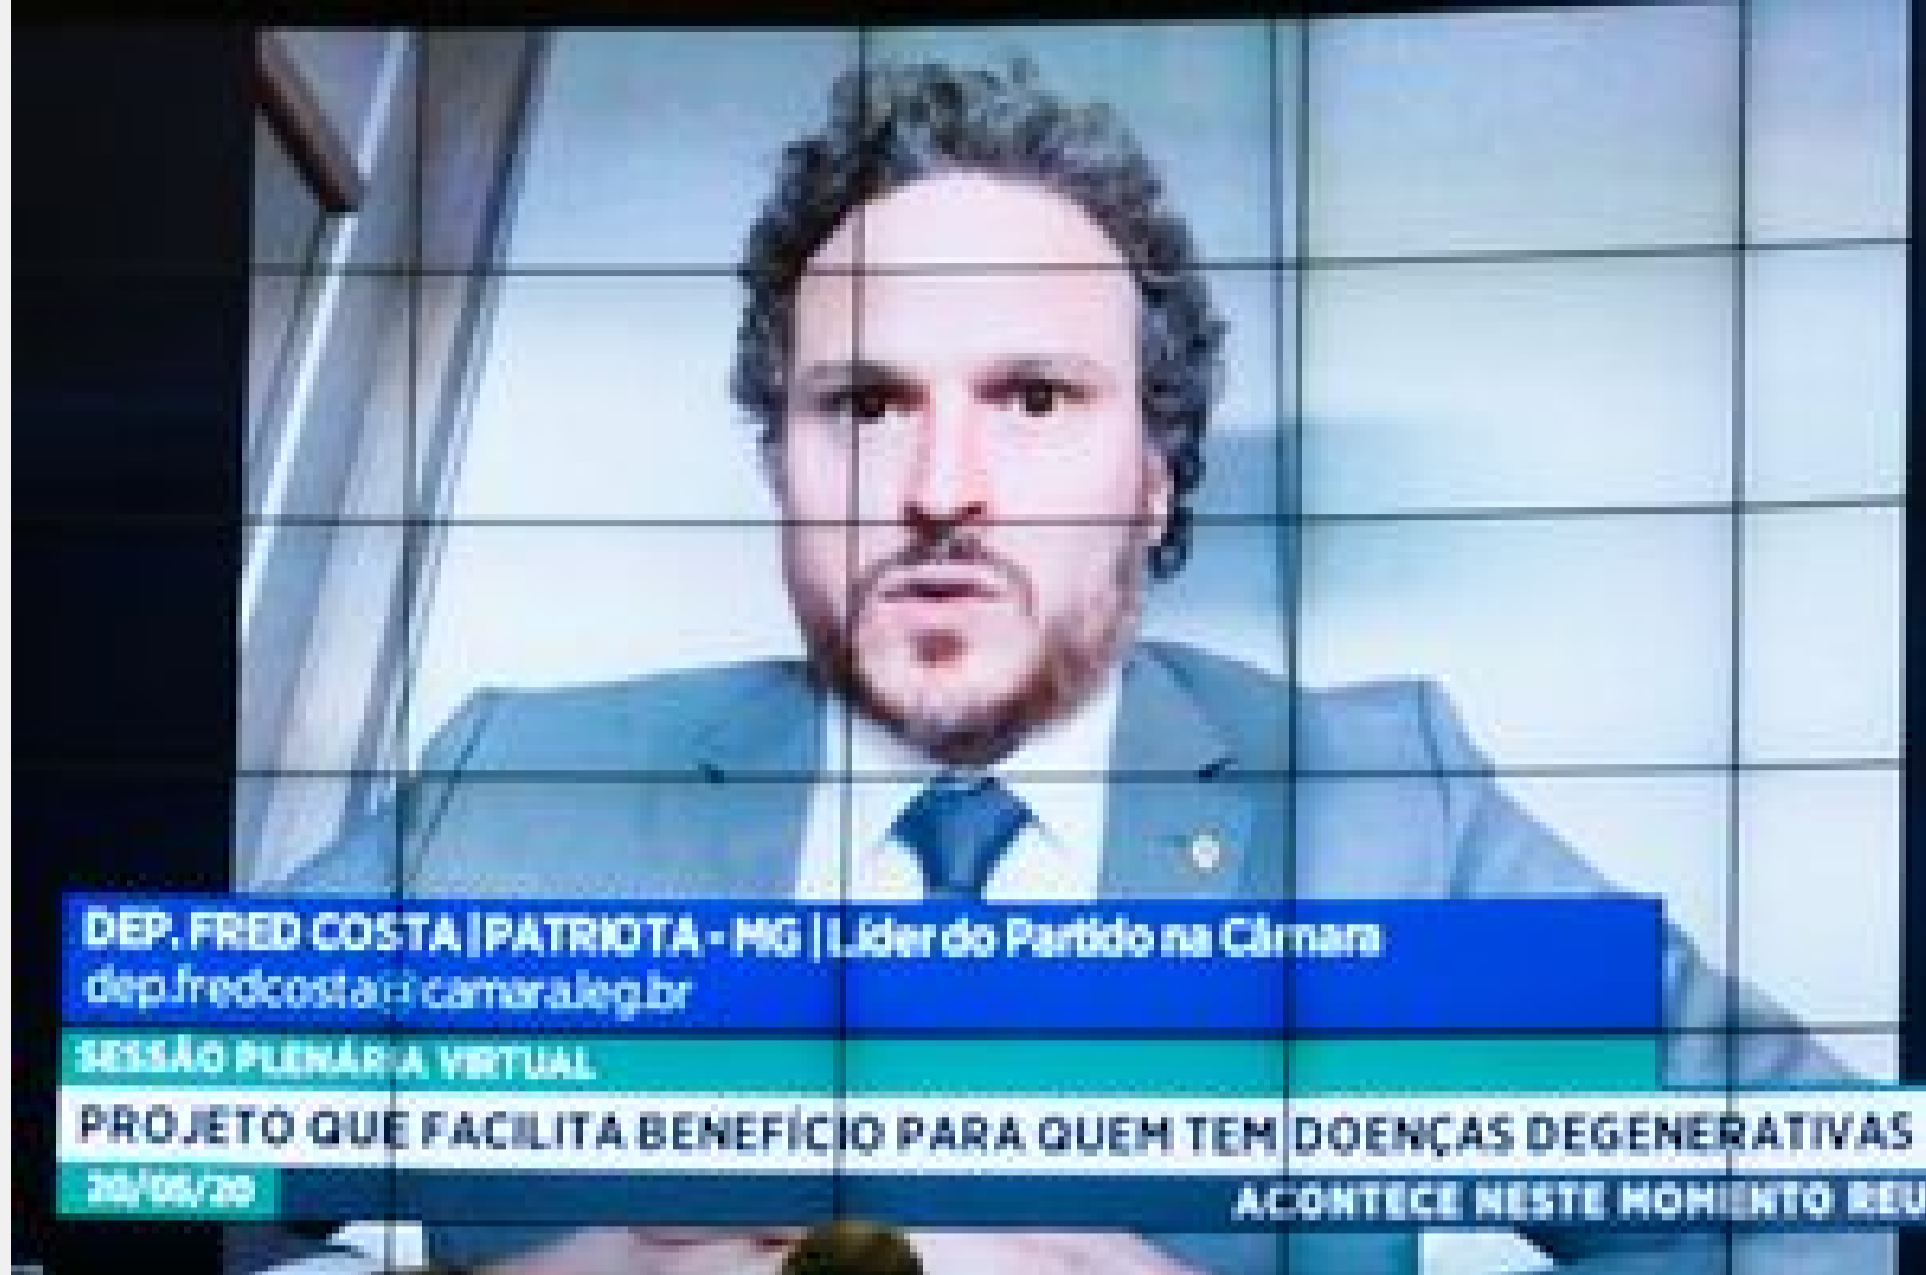 DEP. FRED COSTA | PATRIOTA - MG | Líder do Partido na Câmara
dep.fredcosta@camara.leg.br
SESSÃO PLENÁRIA VIRTUAL
PROJETO QUE FACILITA BENEFÍCIO PARA QUEM TEM DOENÇAS DEGENERATIVAS
ACONTECE NESTE MOMENTO REU